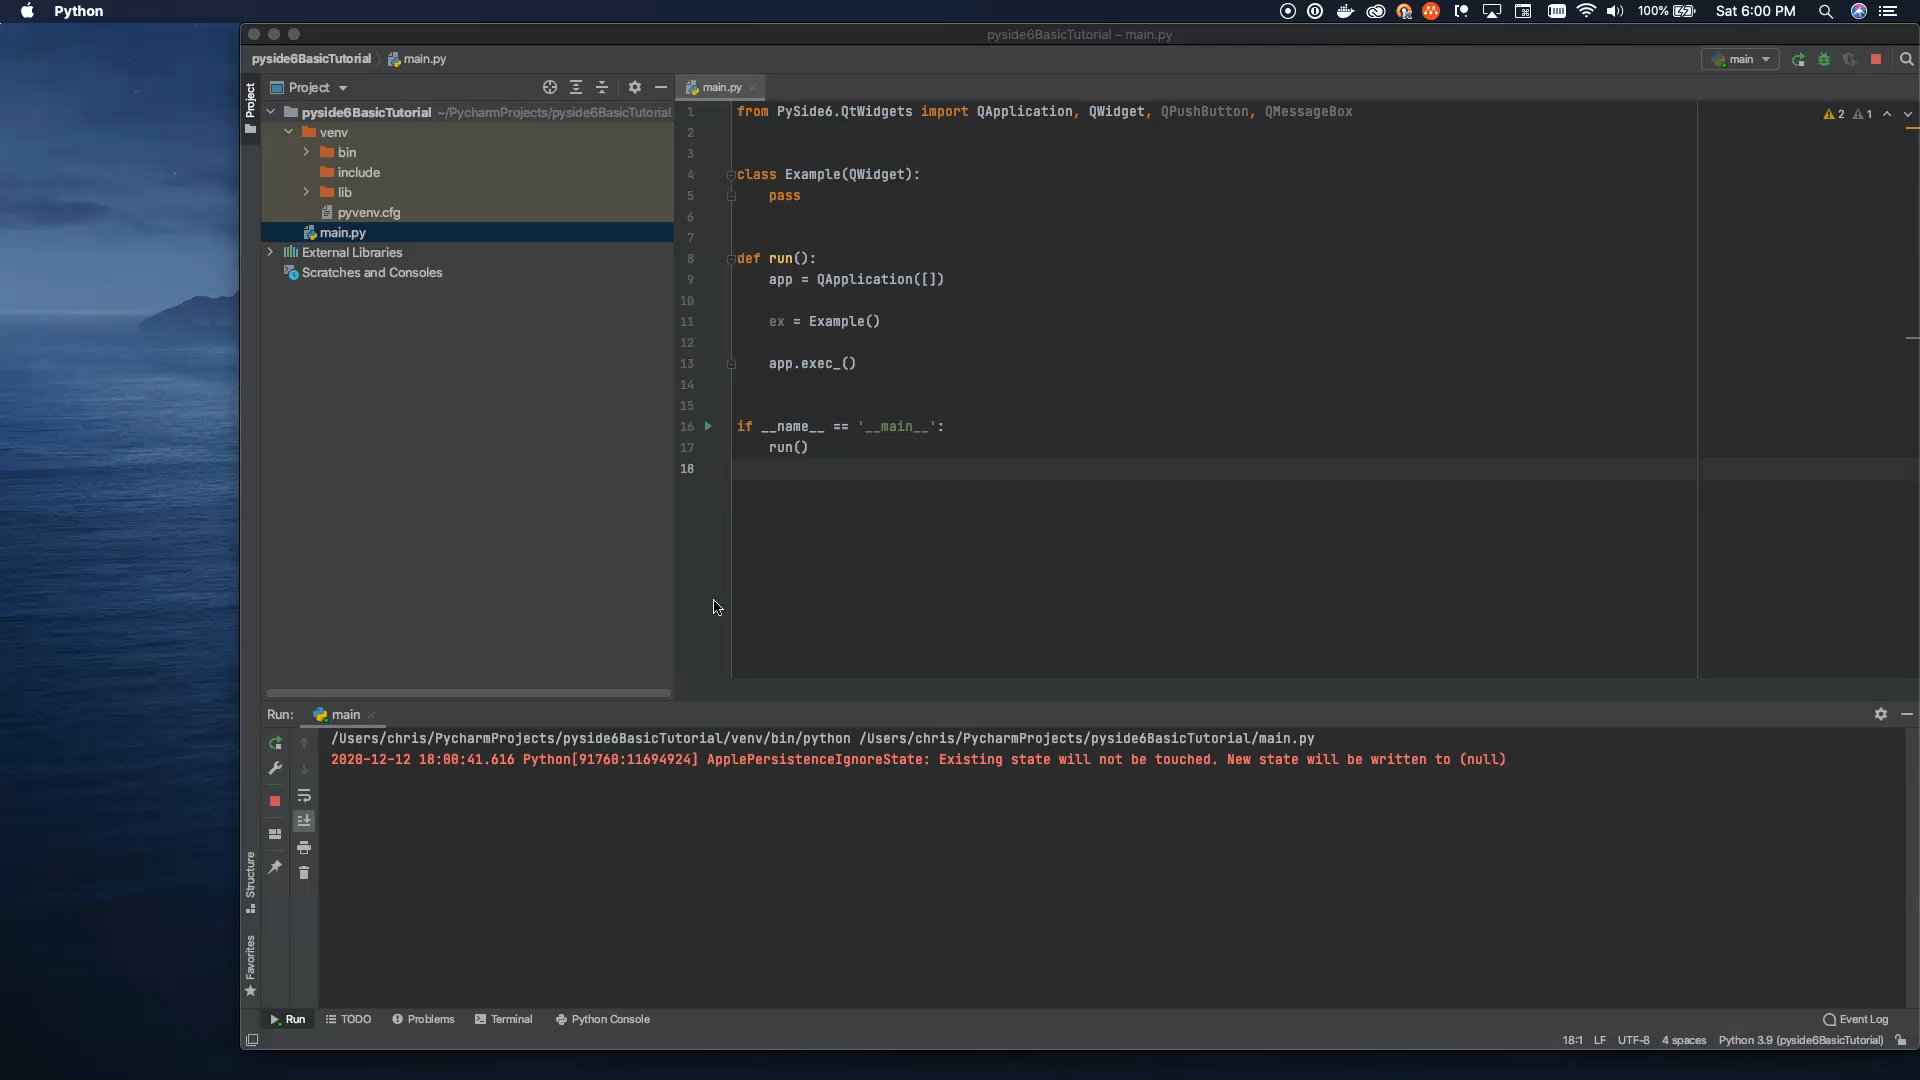 Python
100%
Sat 6:00 PM
pyside6BasicTutorial – main.py
pyside6BasicTutorial
main.py
main
Project
Project
main.py
pyside6BasicTutorial ~/PycharmProjects/pyside6BasicTutorial
venv
bin
include
lib
pyvenv.cfg
main.py
External Libraries
Scratches and Consoles
1 from PySide6.QtWidgets import QApplication, QWidget, QPushButton, QMessageBox
2
3
4 class Example(QWidget):
5 pass
6
7
8 def run():
9 app = QApplication([])
10
11 ex = Example()
12
13 app.exec_()
14
15
16 if __name__ == '__main__':
17 run()
18
2
1
Run:
main
/Users/chris/PycharmProjects/pyside6BasicTutorial/venv/bin/python /Users/chris/PycharmProjects/pyside6BasicTutorial/main.py
2020-12-12 18:00:41.616 Python[91760:11694924] ApplePersistenceIgnoreState: Existing state will not be touched. New state will be written to (null)
Structure
Favorites
Run
TODO
Problems
Terminal
Python Console
Event Log
18:1
LF
UTF-8
4 spaces
Python 3.9 (pyside6BasicTutorial)